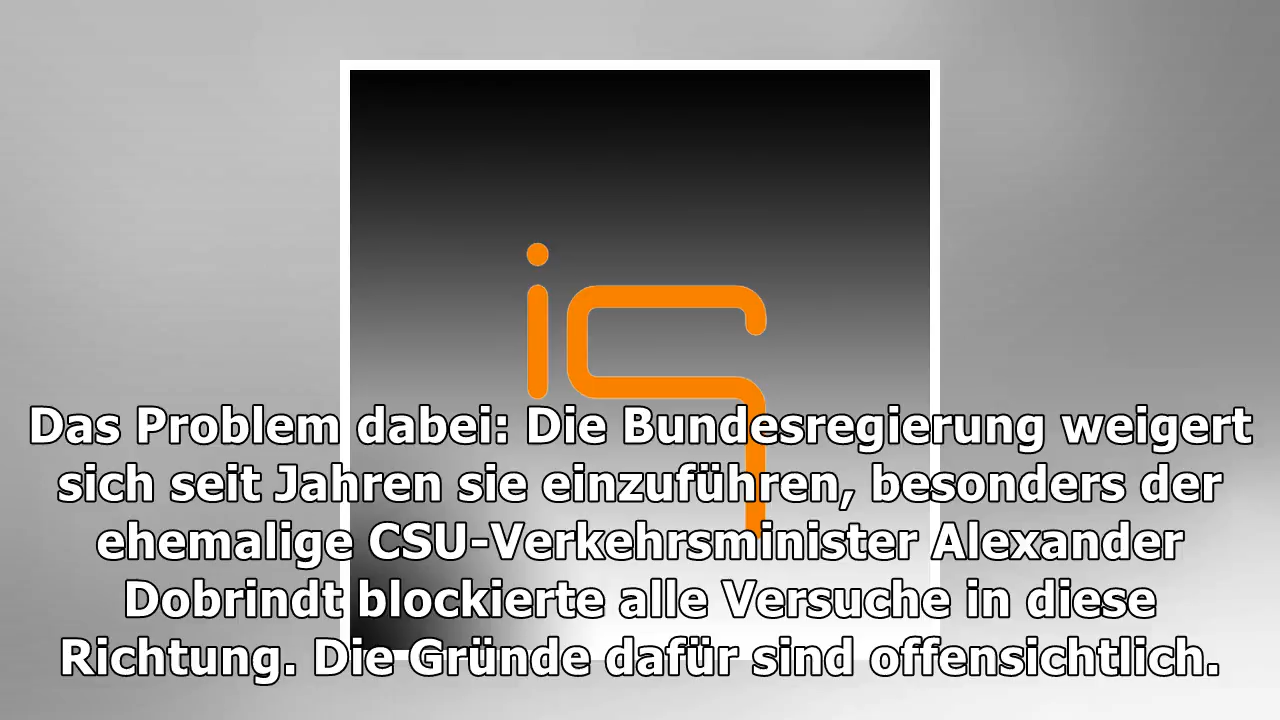 Das Problem dabei: Die Bundesregierung weigert
sich seit Jahren sie einzuführen, besonders der
ehemalige CSU-Verkehrsminister Alexander
Dobrindt blockierte alle Versuche in diese
Richtung. Die Gründe dafür sind offensichtlich.